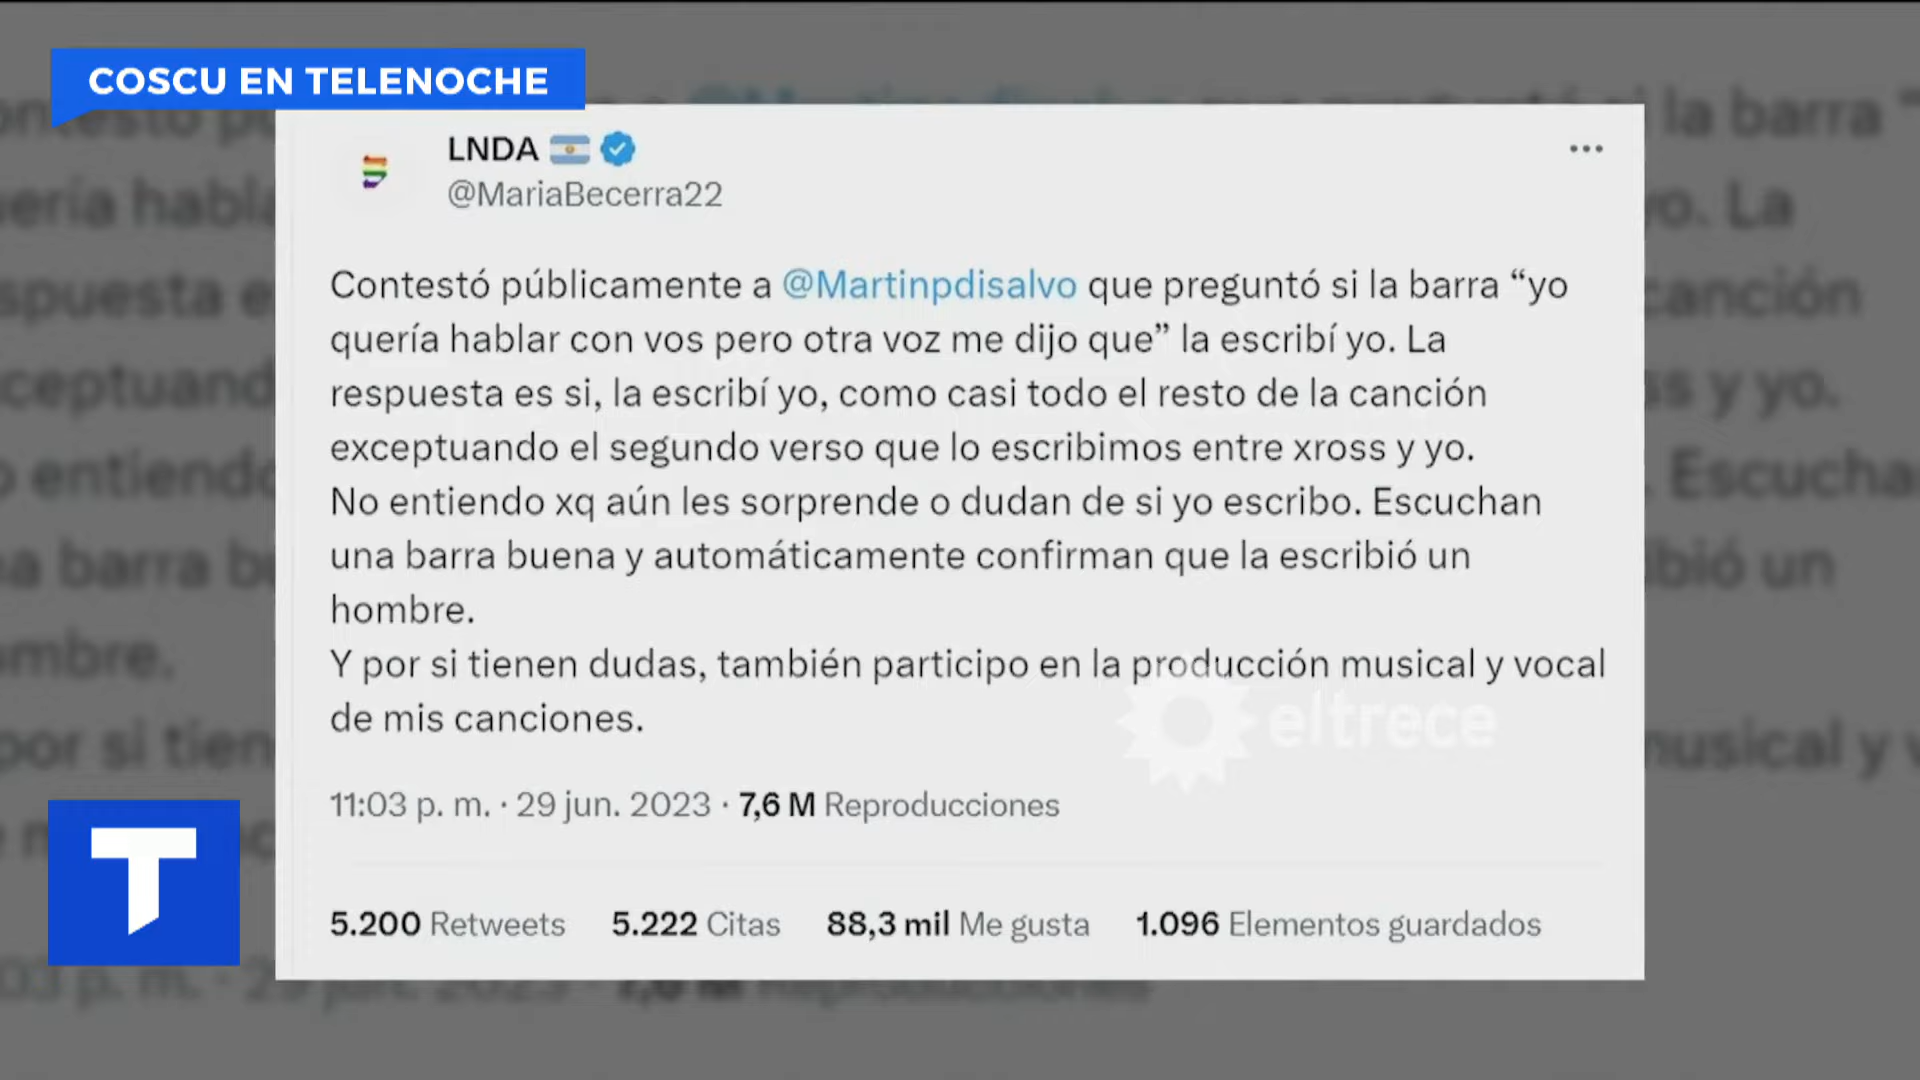 COSCU EN TELENOCHE
LNDA
@MariaBecerra22
Contestó públicamente a @Martinpdisalvo que preguntó si la barra “yo
quería hablar con vos pero otra voz me dijo que” la escribí yo. La
respuesta es si, la escribí yo, como casi todo el resto de la canción
exceptuando el segundo verso que lo escribimos entre xross y yo.
No entiendo xq aún les sorprende o dudan de si yo escribo. Escuchan
una barra buena y automáticamente confirman que la escribió un
hombre.
Y por si tienen dudas, también participo en la producción musical y vocal
de mis canciones.
eltrece
11:03 p. m. · 29 jun. 2023 · 7,6 M Reproducciones
T
5.200 Retweets 5.222 Citas 88,3 mil Me gusta 1.096 Elementos guardados